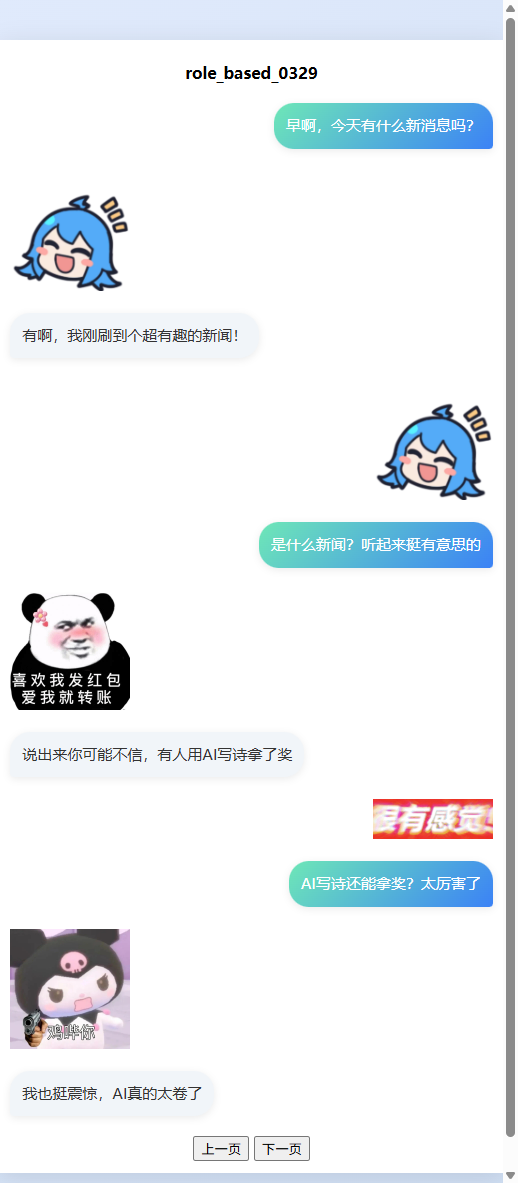 role_based_0329
早啊，今天有什么新消息吗？
有啊，我刚刷到个超有趣的新闻！
是什么新闻？听起来挺有意思的
喜欢我发红包
爱我就转账
说出来你可能不信，有人用AI写诗拿了奖
很有感觉!
AI写诗还能拿奖？太厉害了
鸡哔你
我也挺震惊，AI真的太卷了
上一页 下一页